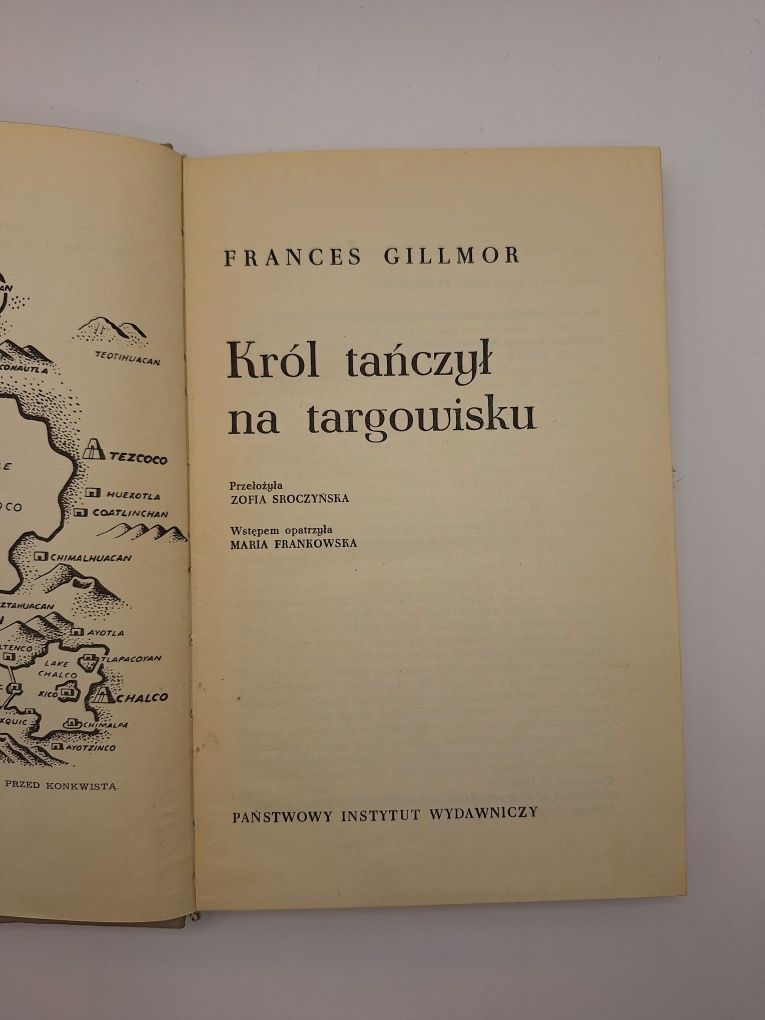 TEOTIHUACAN
TEZCOCO
HUEXOTLA
COATLINCHAN
CHIMALHUACAN
AYOTLA
TLAPACOYAN
LAKE
CHALCO
XICO
CHALCO
CHIMALPA
AYOTZINCO
PRZED KONKWISTĄ.
FRANCES GILLMOR
Król tańczył
na targowisku
Przełożyła
ZOFIA SROCZYŃSKA
Wstępem opatrzyła
MARIA FRANKOWSKA
PAŃSTWOWY INSTYTUT WYDAWNICZY